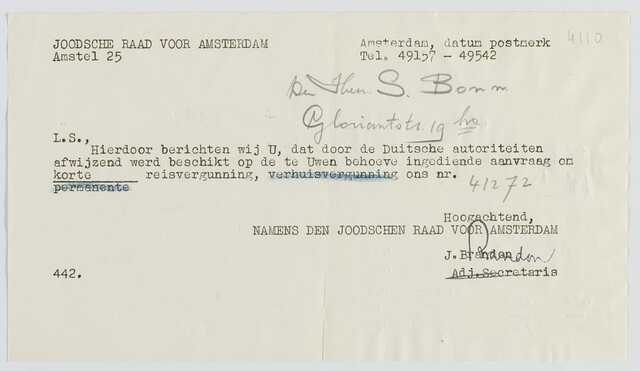 JOODSCHE RAAD VOOR AMSTERDAM
Amstel 25
Amsterdam, datum postmerk
Tel. 49157 - 49542
4110
Den Heer S. Bonn
19 hs
L.S.,
Hierdoor berichten wij U, dat door de Duitsche autoriteiten
afwijzend werd beschikt op de te Uwen behoeve ingediende aanvraag om
korte reisvergunning, verhuisvergunning ons nr. 41272
permanente
Hoogachtend,
NAMENS DEN JOODSCHEN RAAD VOOR AMSTERDAM
J. Brandon
Adj. Secretaris
442.